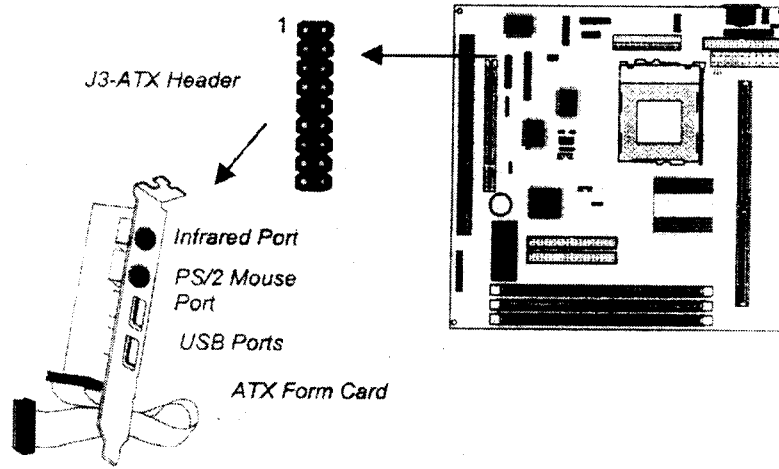 1
J3-ATX Header
Infrared Port
PS/2 Mouse
Port
USB Ports
ATX Form Card